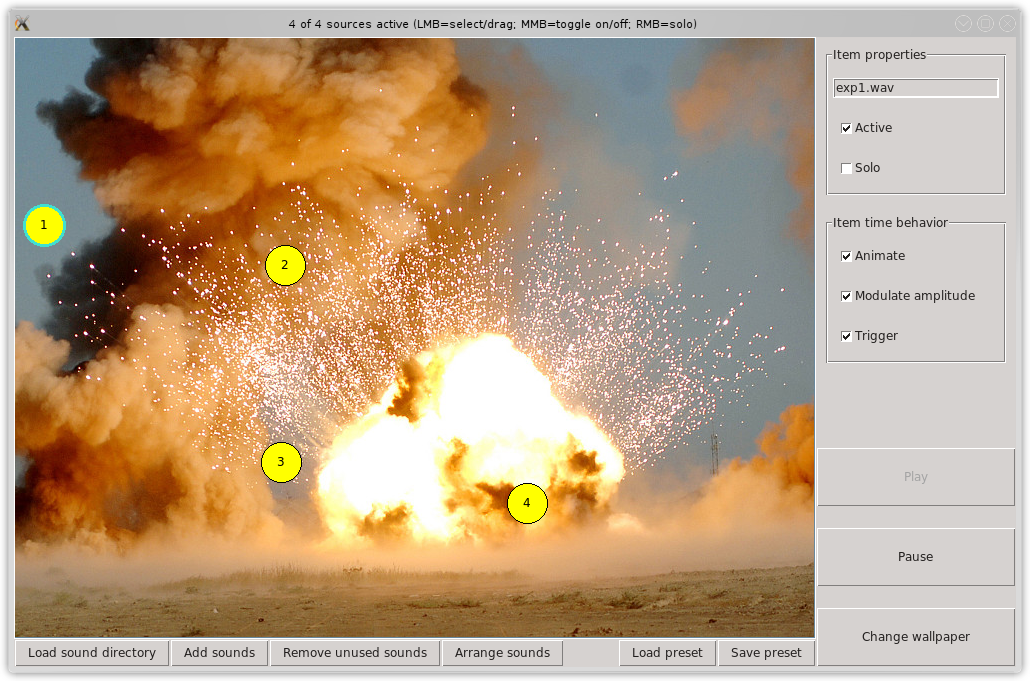 4 of 4 sources active (LMB=select/drag; MMB=toggle on/off; RMB=solo)
Item properties
exp1.wav
Active
Solo
Item time behavior
Animate
Modulate amplitude
Trigger
Play
Pause
Change wallpaper
1
2
3
4
Load sound directory
Add sounds
Remove unused sounds
Arrange sounds
Load preset
Save preset